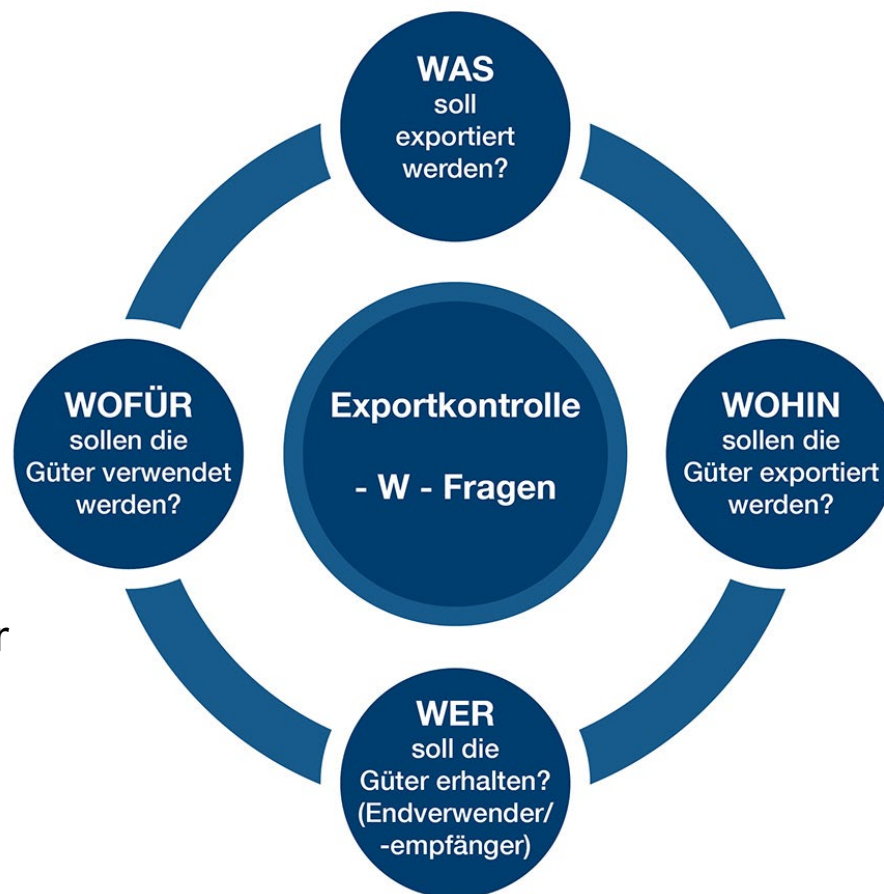 WAS
soll
exportiert
werden?
WOFÜR
sollen die
Güter verwendet
werden?
Exportkontrolle
- W - Fragen
WOHIN
sollen die
Güter exportiert
werden?
r
WER
soll die
Güter erhalten?
(Endverwender/
-empfänger)